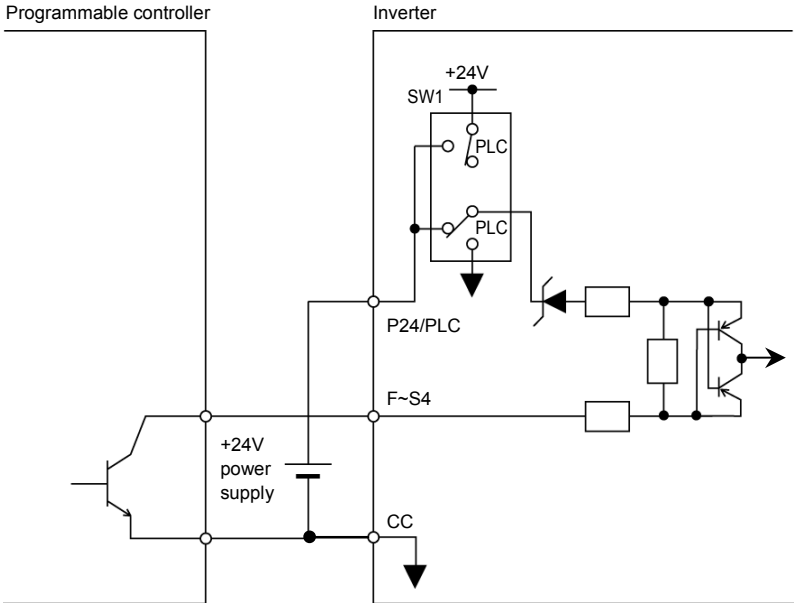 Programmable controller
Inverter
+24V
SW1
PLC
PLC
P24/PLC
F~S4
+24V
power
supply
CC